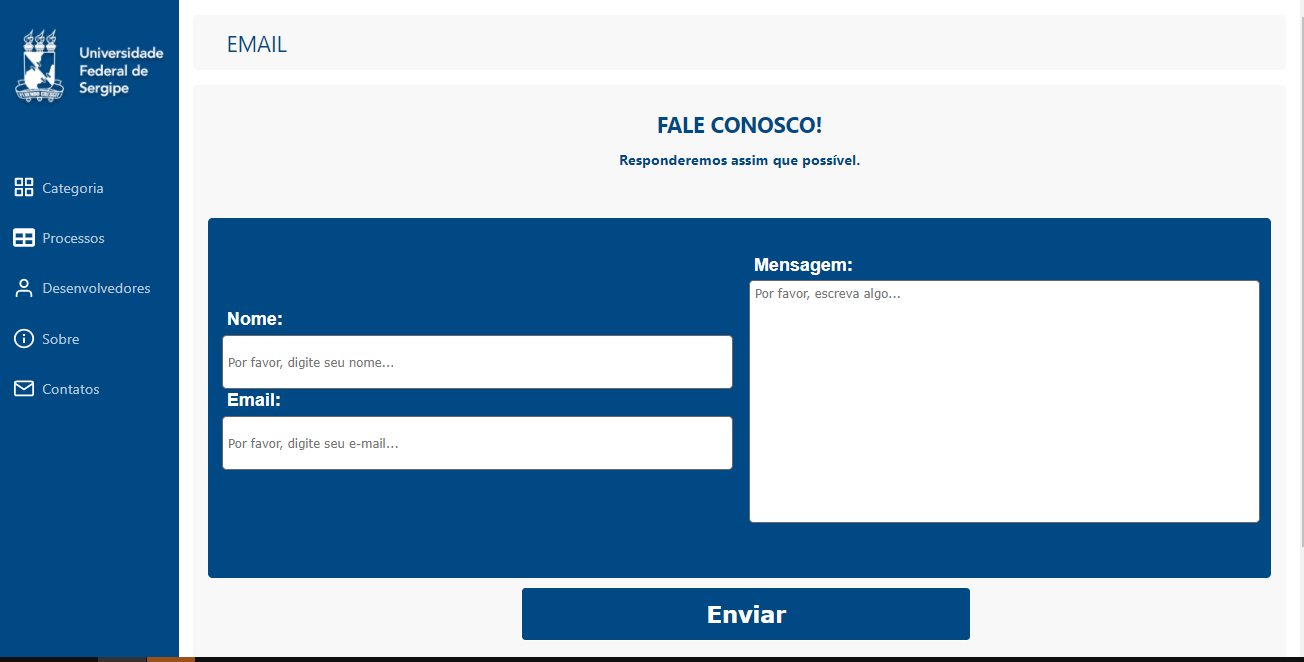 Universidade
Federal de
Sergipe
Categoria
Processos
Desenvolvedores
Sobre
Contatos
EMAIL
FALE CONOSCO!
Responderemos assim que possível.
Nome:
Por favor, digite seu nome...
Email:
Por favor, digite seu e-mail...
Mensagem:
Por favor, escreva algo...
Enviar